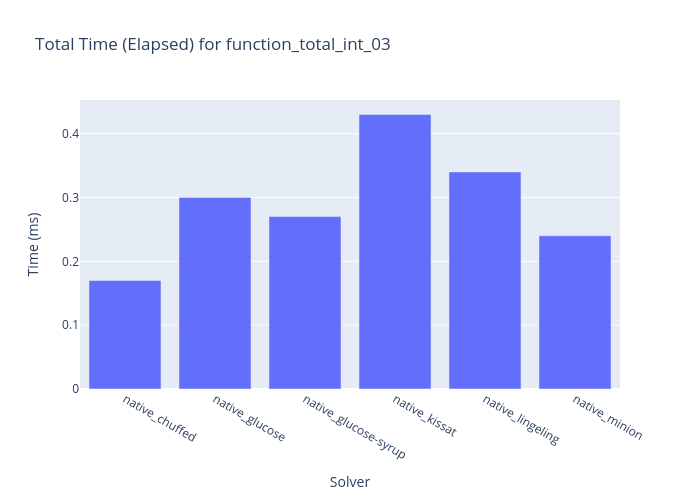 Total Time (Elapsed) for function_total_int_03
Time (ms)
0.4
0.3
0.2
0.1
0
native_chuffed
native_glucose
native_glucose-syrup
native_kissat
native_lingeling
native_minion
Solver